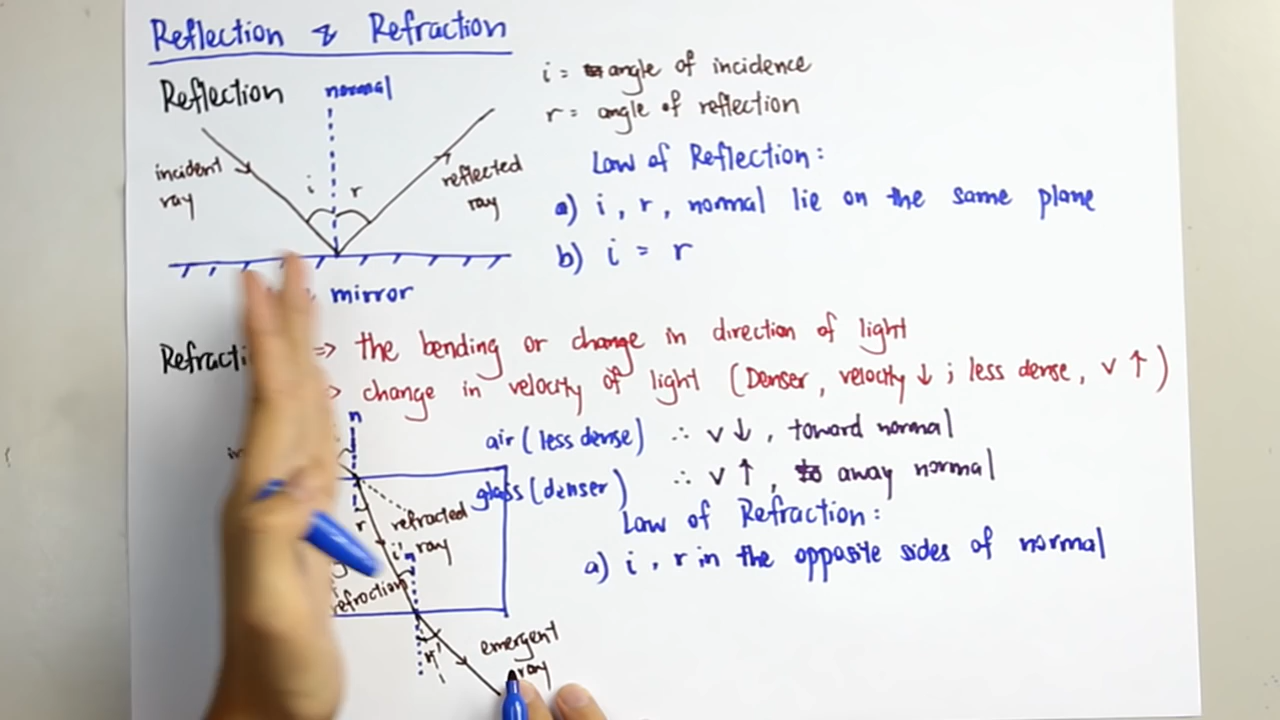 Reflection & Refraction
Reflection
normal
i = angle of incidence
r = angle of reflection
incident
ray
i
r
reflected
ray
Law of Reflection:
a) i, r, normal lie on the same plane
b) i = r
mirror
=> the bending or change in direction of light
change in velocity of light (Denser, velocity ↓ ; less dense, v ↑)
n
air (less dense) ∴ v ↓, toward normal
glass (denser) ∴ v ↑, away normal
r
refracted
ray
i'
n
Law of Refraction:
a) i, r in the opposite sides of normal
refraction
emergent
ray
r'